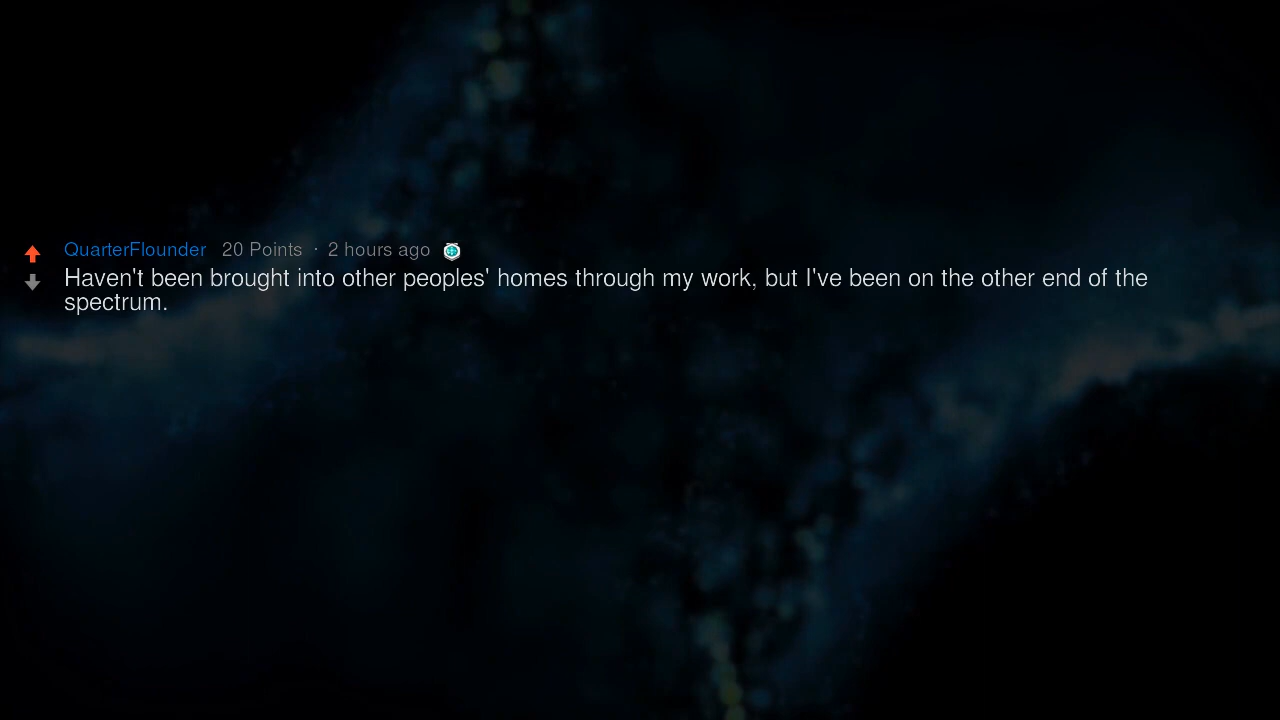 QuarterFlounder 20 Points · 2 hours ago
Haven't been brought into other peoples' homes through my work, but I've been on the other end of the
spectrum.